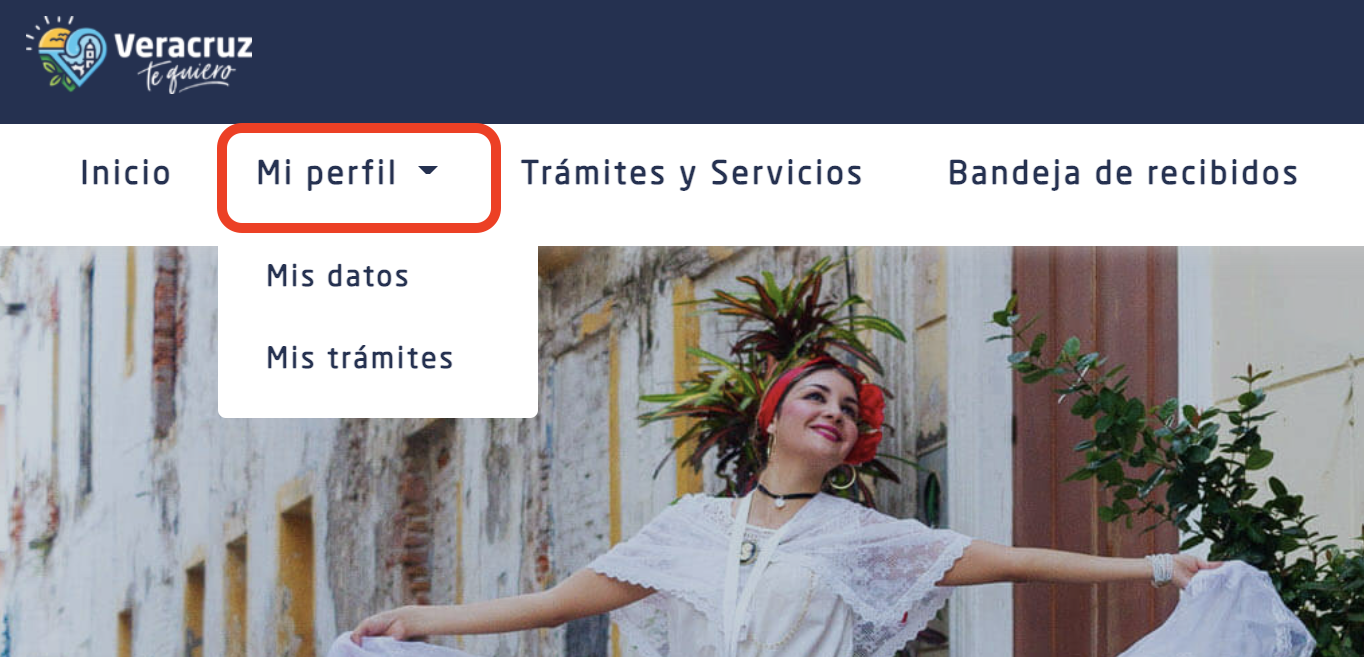 Veracruz
te quiero
Inicio
Mi perfil
Trámites y Servicios
Bandeja de recibidos
Mis datos
Mis trámites